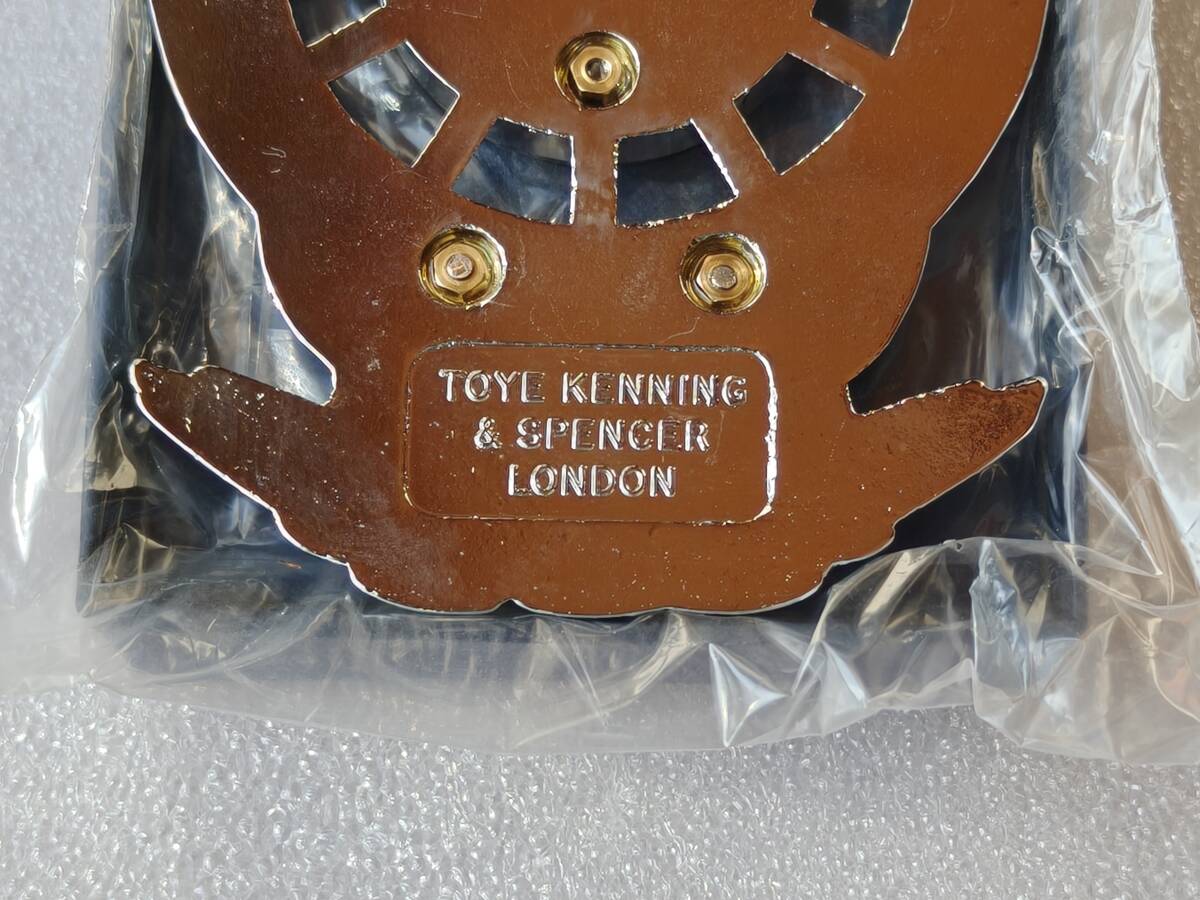 TOYE KENNING
& SPENCER
LONDON